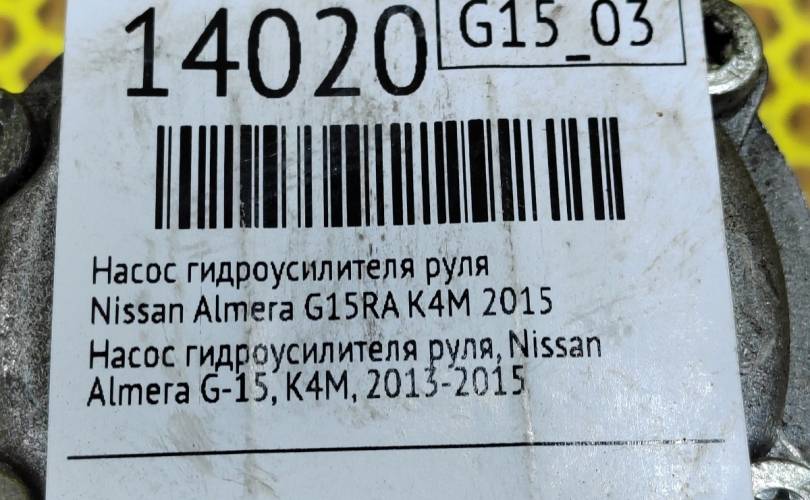 14020
G15_03
Насос гидроусилителя руля
Nissan Almera G15RA K4M 2015
Насос гидроусилителя руля, Nissan
Almera G-15, K4M, 2013-2015